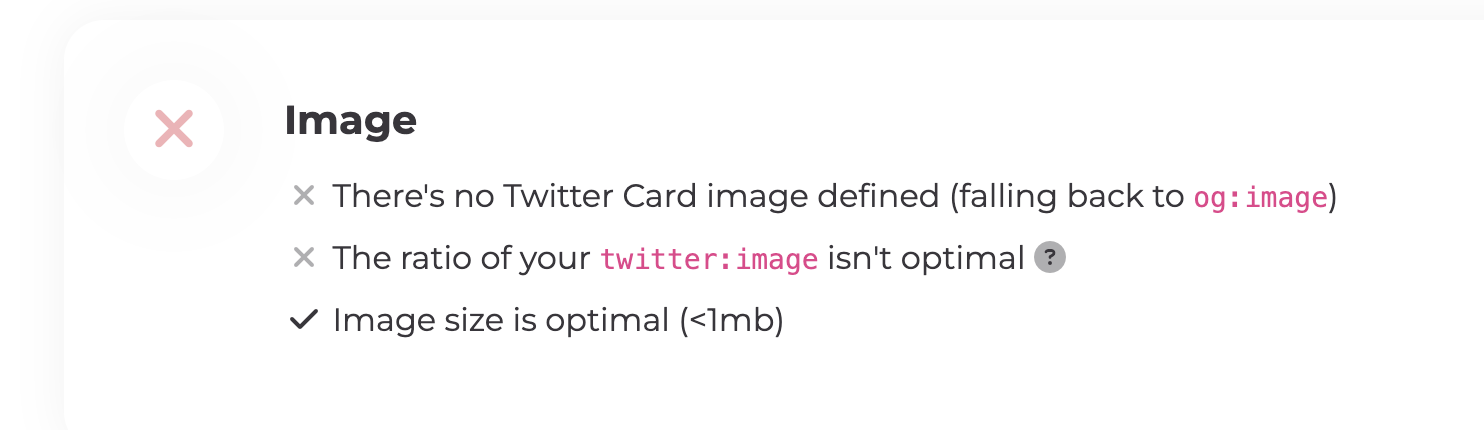 Image
There's no Twitter Card image defined (falling back to og:image)
The ratio of your twitter:image isn't optimal ?
Image size is optimal (<1mb)